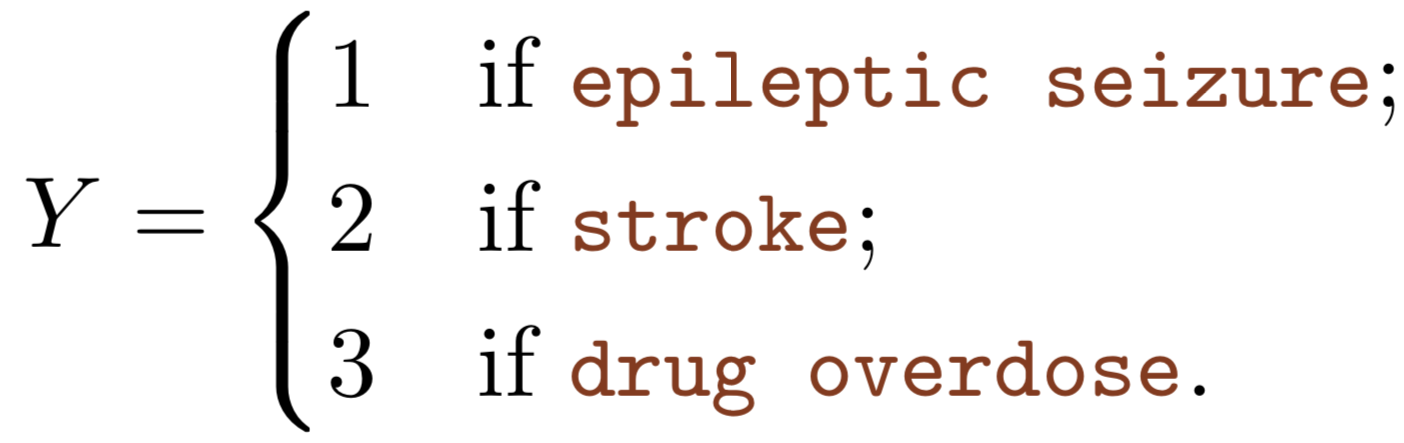 1 if epileptic seizure;
Y = { 2 if stroke;
3 if drug overdose.